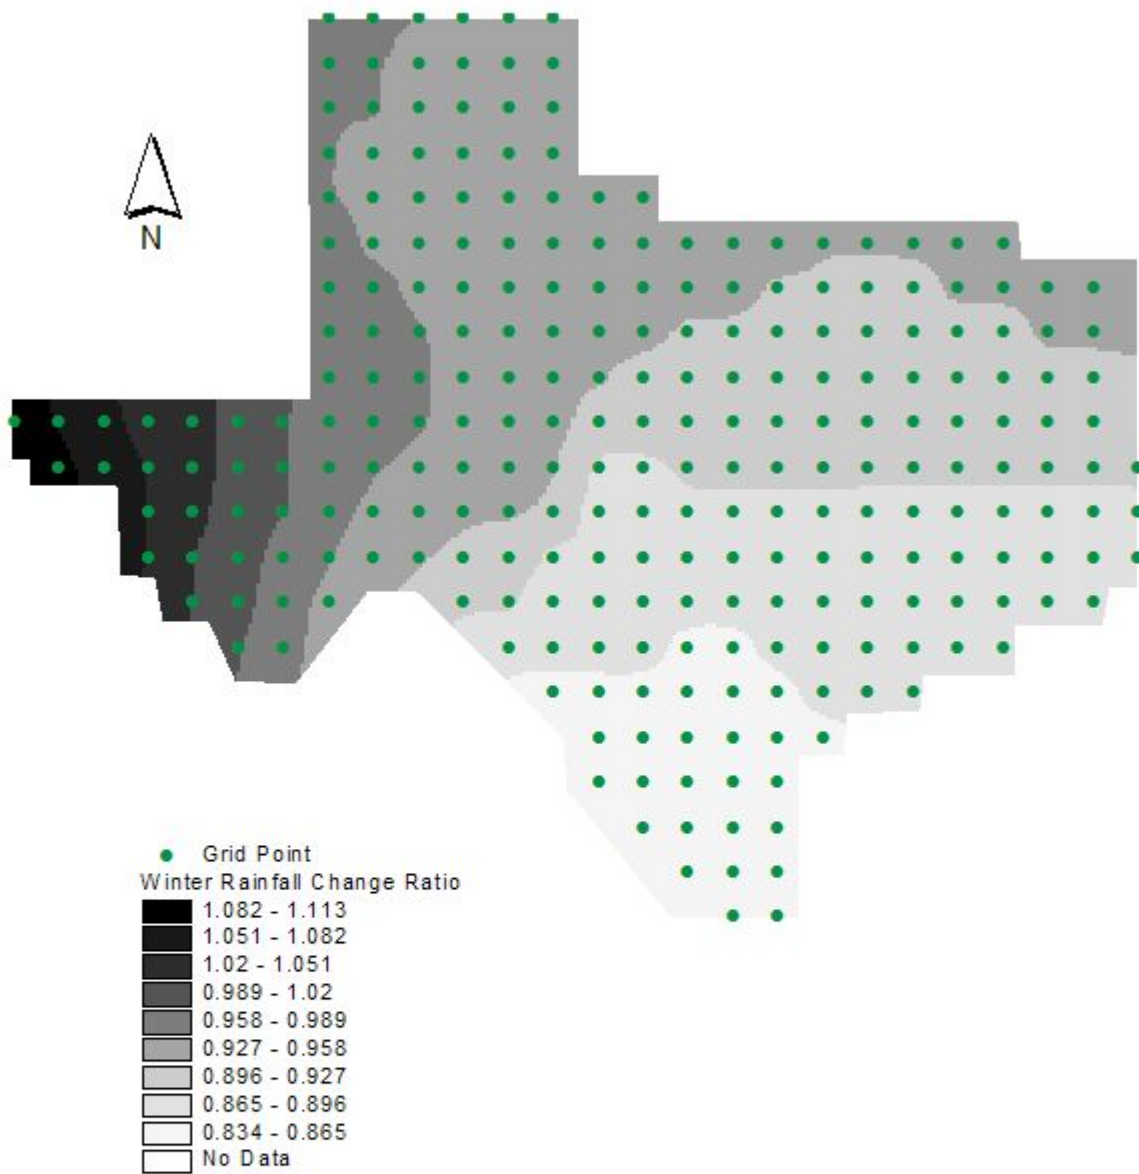 N
Grid Point
Winter Rainfall Change Ratio
1.082 - 1.113
1.051 - 1.082
1.02 - 1.051
0.989 - 1.02
0.958 - 0.989
0.927 - 0.958
0.896 - 0.927
0.865 - 0.896
0.834 - 0.865
No Data